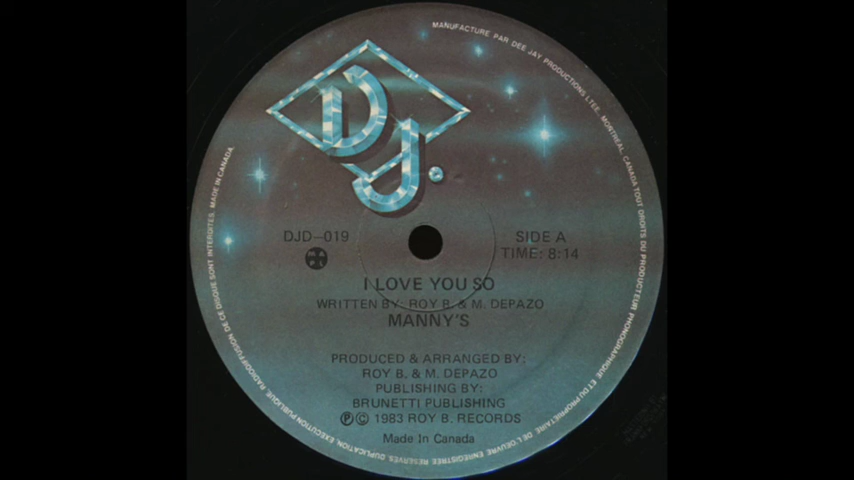 MANUFACTURE PAR DEE JAY PRODUCTIONS LTEE, MONTREAL, CANADA TOUT DROITS DU PRODUCTEUR PHONOGRAPHIQUE ET DU PROPRIETAIRE DE L'OEUVRE ENREGISTREE RESERVES. DUPLICATION, EXECUTION PUBLIQUE, RADIODIFFUSION DE CE DISQUE SONT INTERDITES. MADE IN CANADA.
DJ.
DJD-019
SIDE A
TIME: 8:14
I LOVE YOU SO
WRITTEN BY: ROY B. & M. DEPAZO
MANNY'S
PRODUCED & ARRANGED BY:
ROY B. & M. DEPAZO
PUBLISHING BY:
BRUNETTI PUBLISHING
℗ © 1983 ROY B. RECORDS
Made In Canada